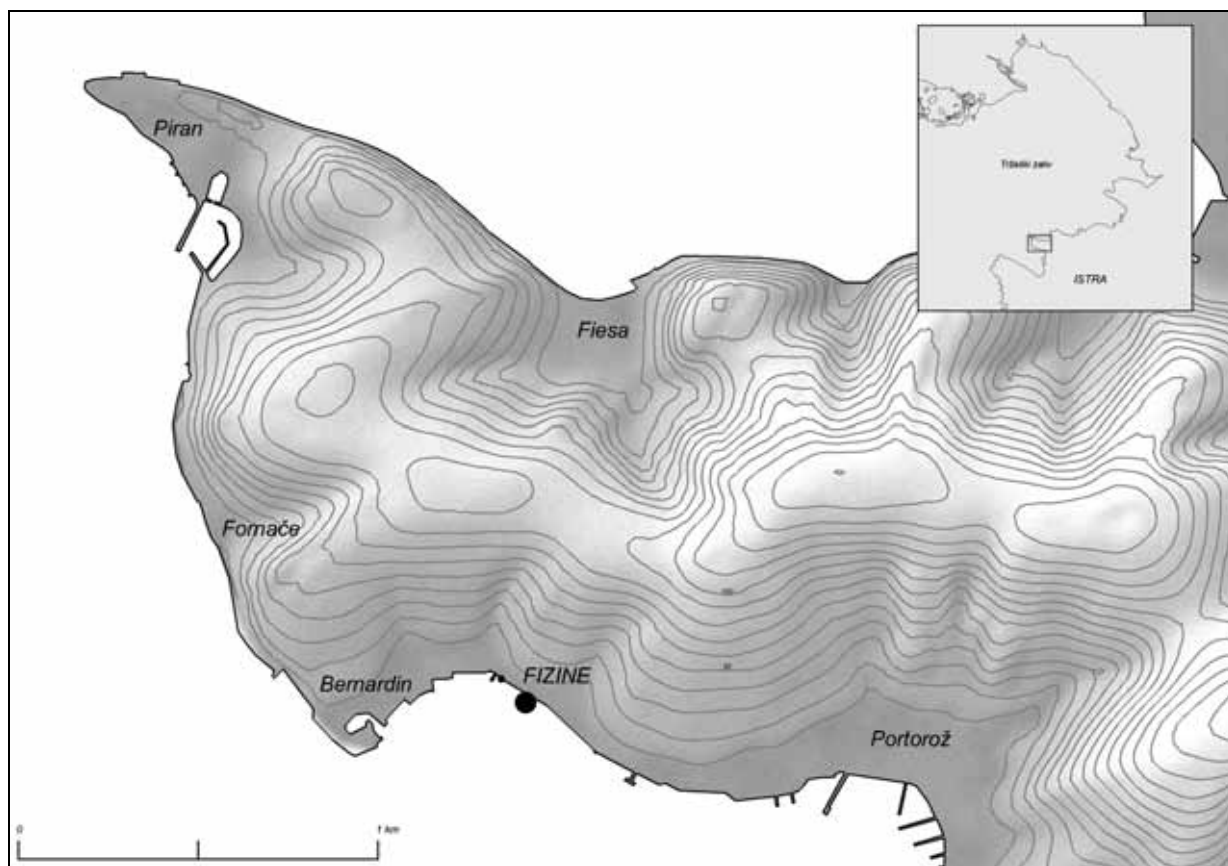 Piran
Tržaški zaliv
ISTRA
Fiesa
Fornače
Bernardin
FIZINE
Portorož
0
1 km